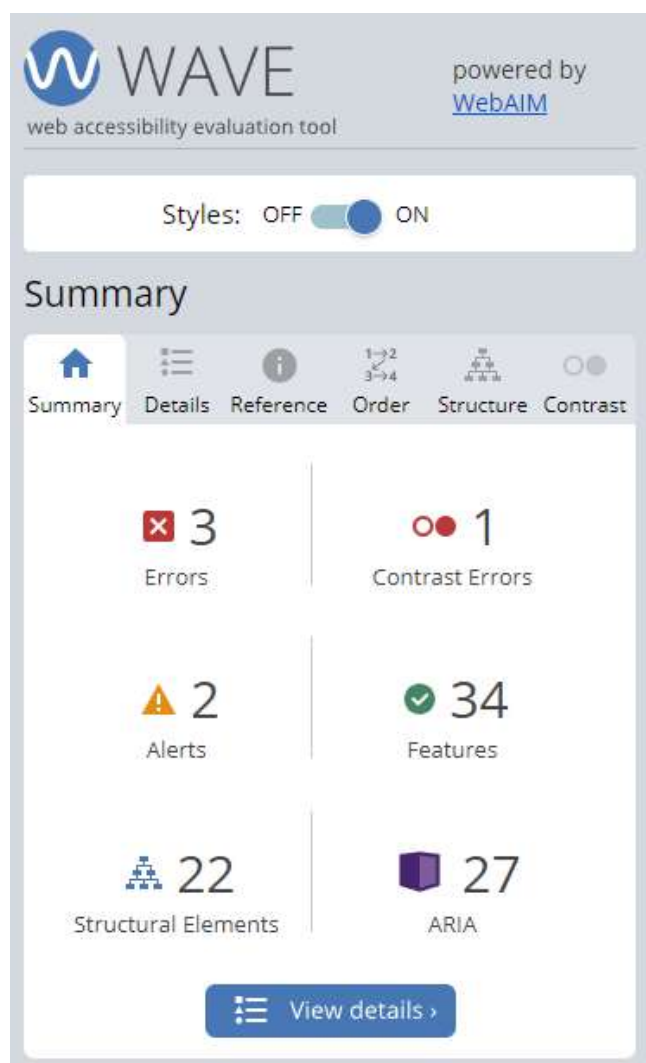 WAVE
powered by
WebAIM
web accessibility evaluation tool
Styles: OFF ON
Summary
1→2
3→4
Summary Details Reference Order Structure Contrast
3
Errors
1
Contrast Errors
2
Alerts
34
Features
22
Structural Elements
27
ARIA
View details ›